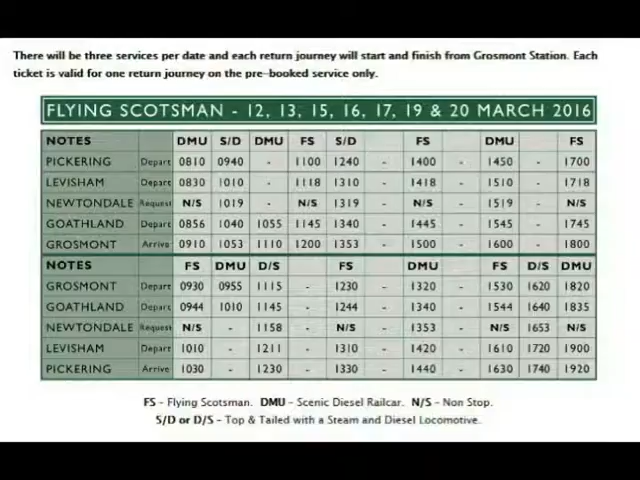 There will be three services per date and each return journey will start and finish from Grosmont Station. Each
ticket is valid for one return journey on the pre-booked service only.
FLYING SCOTSMAN - 12, 13, 15, 16, 17, 19 & 20 MARCH 2016
NOTES DMU S/D DMU FS S/D FS DMU FS
PICKERING Depart 0810 0940 - 1100 1240 - 1400 - 1450 - 1700
LEVISHAM Depart 0830 1010 - 1118 1310 - 1418 - 1510 - 1718
NEWTONDALE Request N/S 1019 - N/S 1319 - N/S - 1519 - N/S
GOATHLAND Depart 0856 1040 1055 1145 1340 - 1445 - 1545 - 1745
GROSMONT Arrive 0910 1053 1110 1200 1353 - 1500 - 1600 - 1800
NOTES FS DMU D/S FS DMU FS D/S DMU
GROSMONT Depart 0930 0955 1115 - 1230 - 1320 - 1530 1620 1820
GOATHLAND Depart 0944 1010 1145 - 1244 - 1340 - 1544 1640 1835
NEWTONDALE Request N/S - 1158 - N/S - 1353 - N/S 1653 N/S
LEVISHAM Depart 1010 - 1211 - 1310 - 1420 - 1610 1720 1900
PICKERING Arrive 1030 - 1230 - 1330 - 1440 - 1630 1740 1920
FS - Flying Scotsman. DMU - Scenic Diesel Railcar. N/S - Non Stop.
S/D or D/S - Top & Tailed with a Steam and Diesel Locomotive.